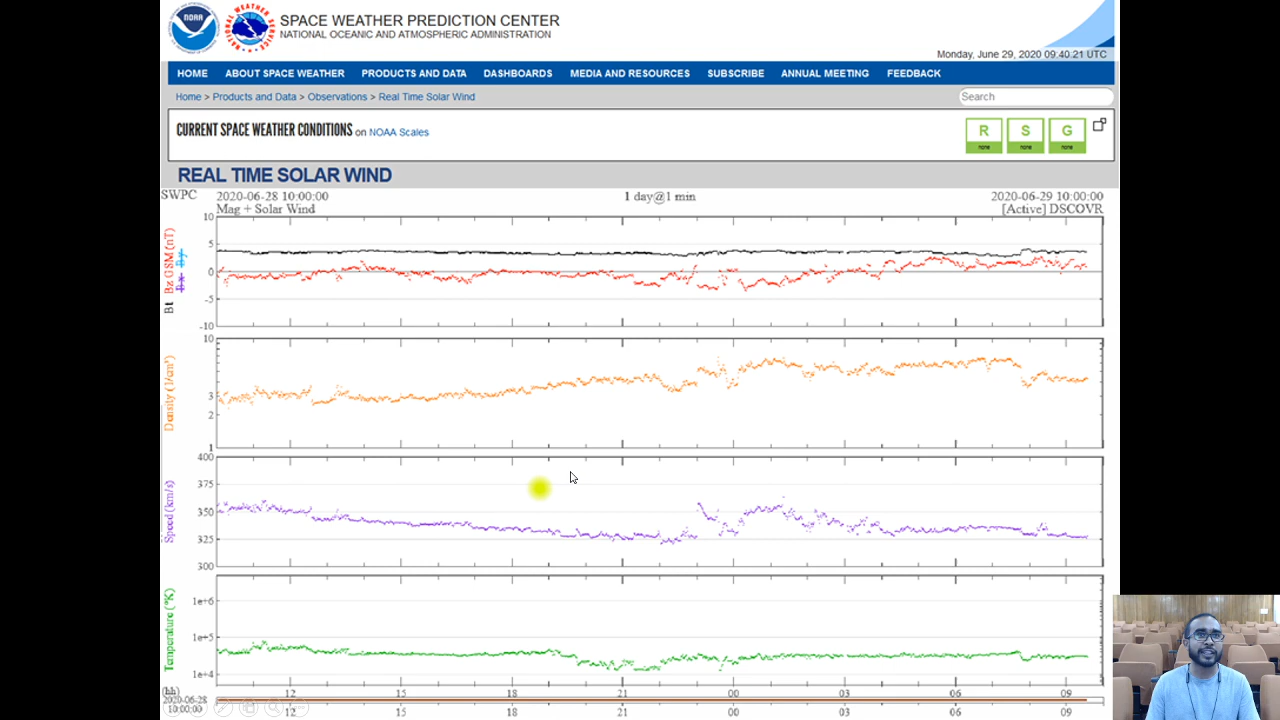 NOAA
SPACE WEATHER PREDICTION CENTER
NATIONAL OCEANIC AND ATMOSPHERIC ADMINISTRATION
Monday, June 29, 2020 09:40:21 UTC
HOME ABOUT SPACE WEATHER PRODUCTS AND DATA DASHBOARDS MEDIA AND RESOURCES SUBSCRIBE ANNUAL MEETING FEEDBACK
Home > Products and Data > Observations > Real Time Solar Wind
Search
CURRENT SPACE WEATHER CONDITIONS on NOAA Scales
R S G
none none none
REAL TIME SOLAR WIND
SWPC 2020-06-28 10:00:00 1 day@1 min 2020-06-29 10:00:00
Mag + Solar Wind [Active] DSCOVR
Bt Bz GSM (nT)
Bx By
10
5
0
-5
-10
Density (1/cm³)
10
3
2
1
Speed (km/s)
400
375
350
325
300
Temperature (°K)
1e+6
1e+5
1e+4
(hh) 12 15 18 21 00 03 06 09
2020-06-28
10:00:00
12 15 18 21 00 03 06 09